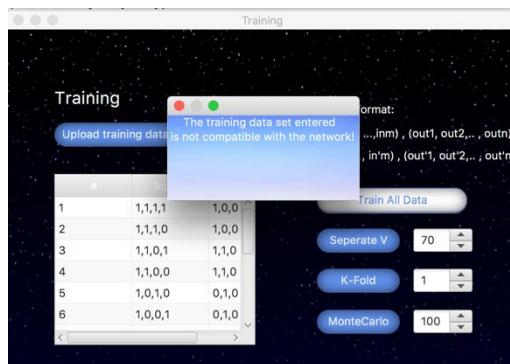 Training
Training
Upload training data
The training data set entered
is not compatible with the network!
ormat:
...,inm) , (out1, out2,.. , outn)
, in'm) , (out'1, out'2,.. , out'n
#
1 1,1,1,1 1,0,0
2 1,1,1,0 1,0,0
3 1,1,0,1 1,1,0
4 1,1,0,0 1,1,0
5 1,0,1,0 0,1,0
6 1,0,0,1 0,1,0
Train All Data
Seperate V 70
K-Fold 1
MonteCarlo 100